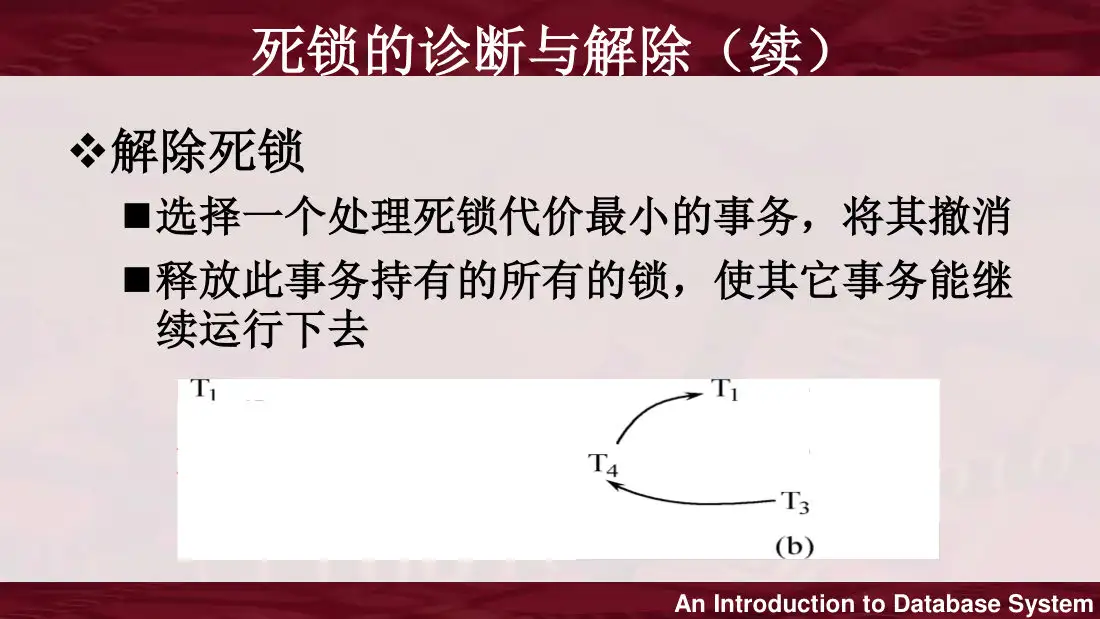 死锁的诊断与解除（续）
❖解除死锁
■选择一个处理死锁代价最小的事务，将其撤消
■释放此事务持有的所有的锁，使其它事务能继
续运行下去
T₁
T₁
T₄
T₃
(b)
An Introduction to Database System